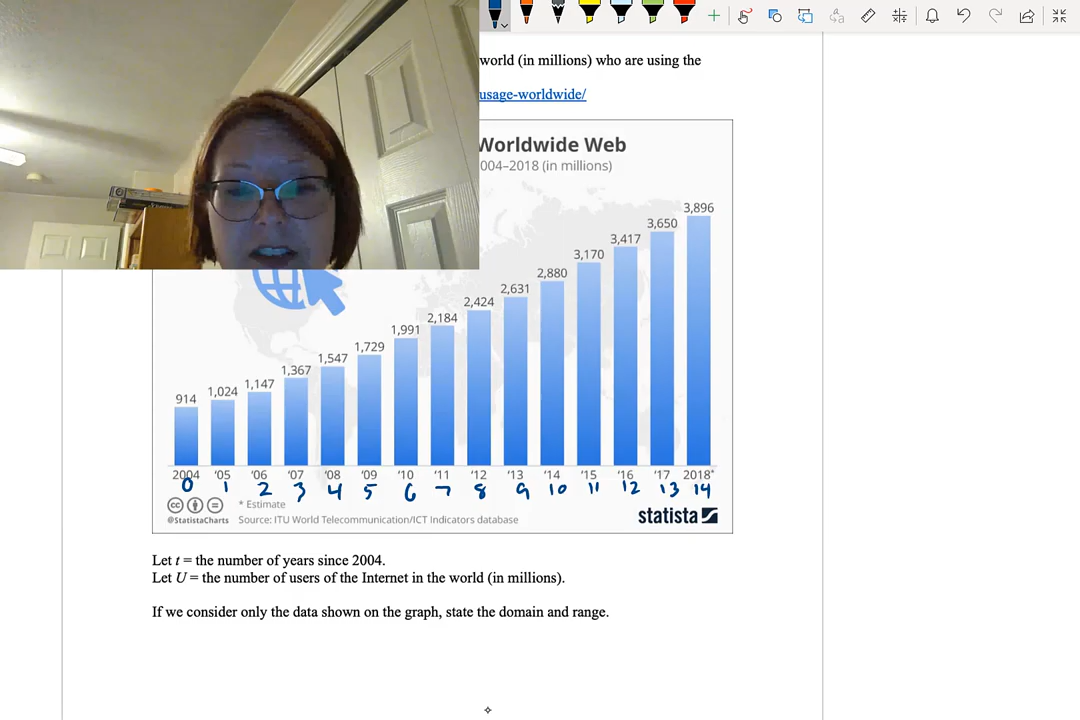 world (in millions) who are using the
usage-worldwide/
Worldwide Web
004–2018 (in millions)
3,896
3,650
3,417
3,170
2,880
2,631
2,424
2,184
1,991
1,729
1,547
1,367
1,147
1,024
914
2004 '05 '06 '07 '08 '09 '10 '11 '12 '13 '14 '15 '16 '17 2018*
0 1 2 3 4 5 6 7 8 9 10 11 12 13 14
cc
* Estimate
@StatistaCharts Source: ITU World Telecommunication/ICT Indicators database
statista
Let t = the number of years since 2004.
Let U = the number of users of the Internet in the world (in millions).
If we consider only the data shown on the graph, state the domain and range.